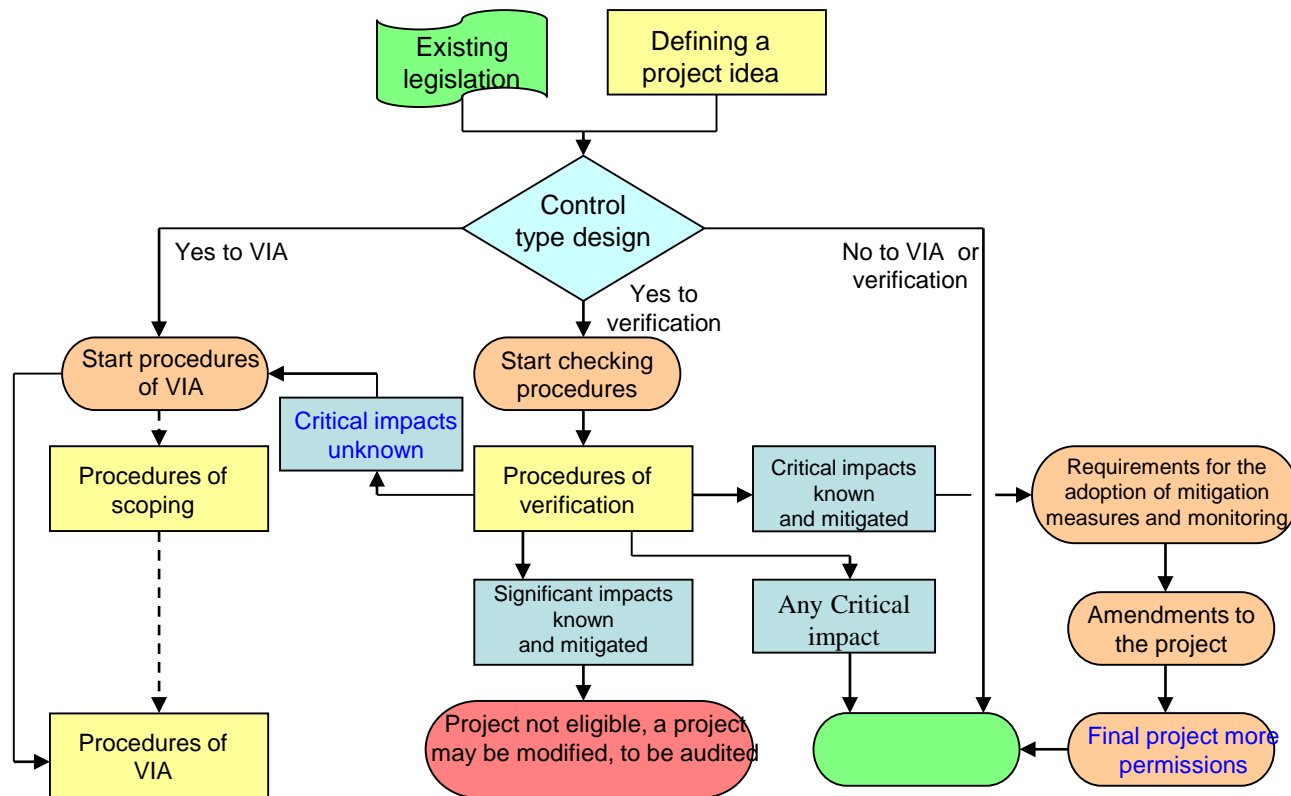 Existing
legislation
Defining a
project idea
Control
type design
Yes to VIA
No to VIA or
verification
Yes to
verification
Start procedures
of VIA
Start checking
procedures
Critical impacts
unknown
Procedures of
scoping
Procedures of
verification
Critical impacts
known
and mitigated
Requirements for the
adoption of mitigation
measures and monitoring
Significant impacts
known
and mitigated
Any Critical
impact
Amendments to
the project
Procedures of
VIA
Project not eligible, a project
may be modified, to be audited
Final project more
permissions